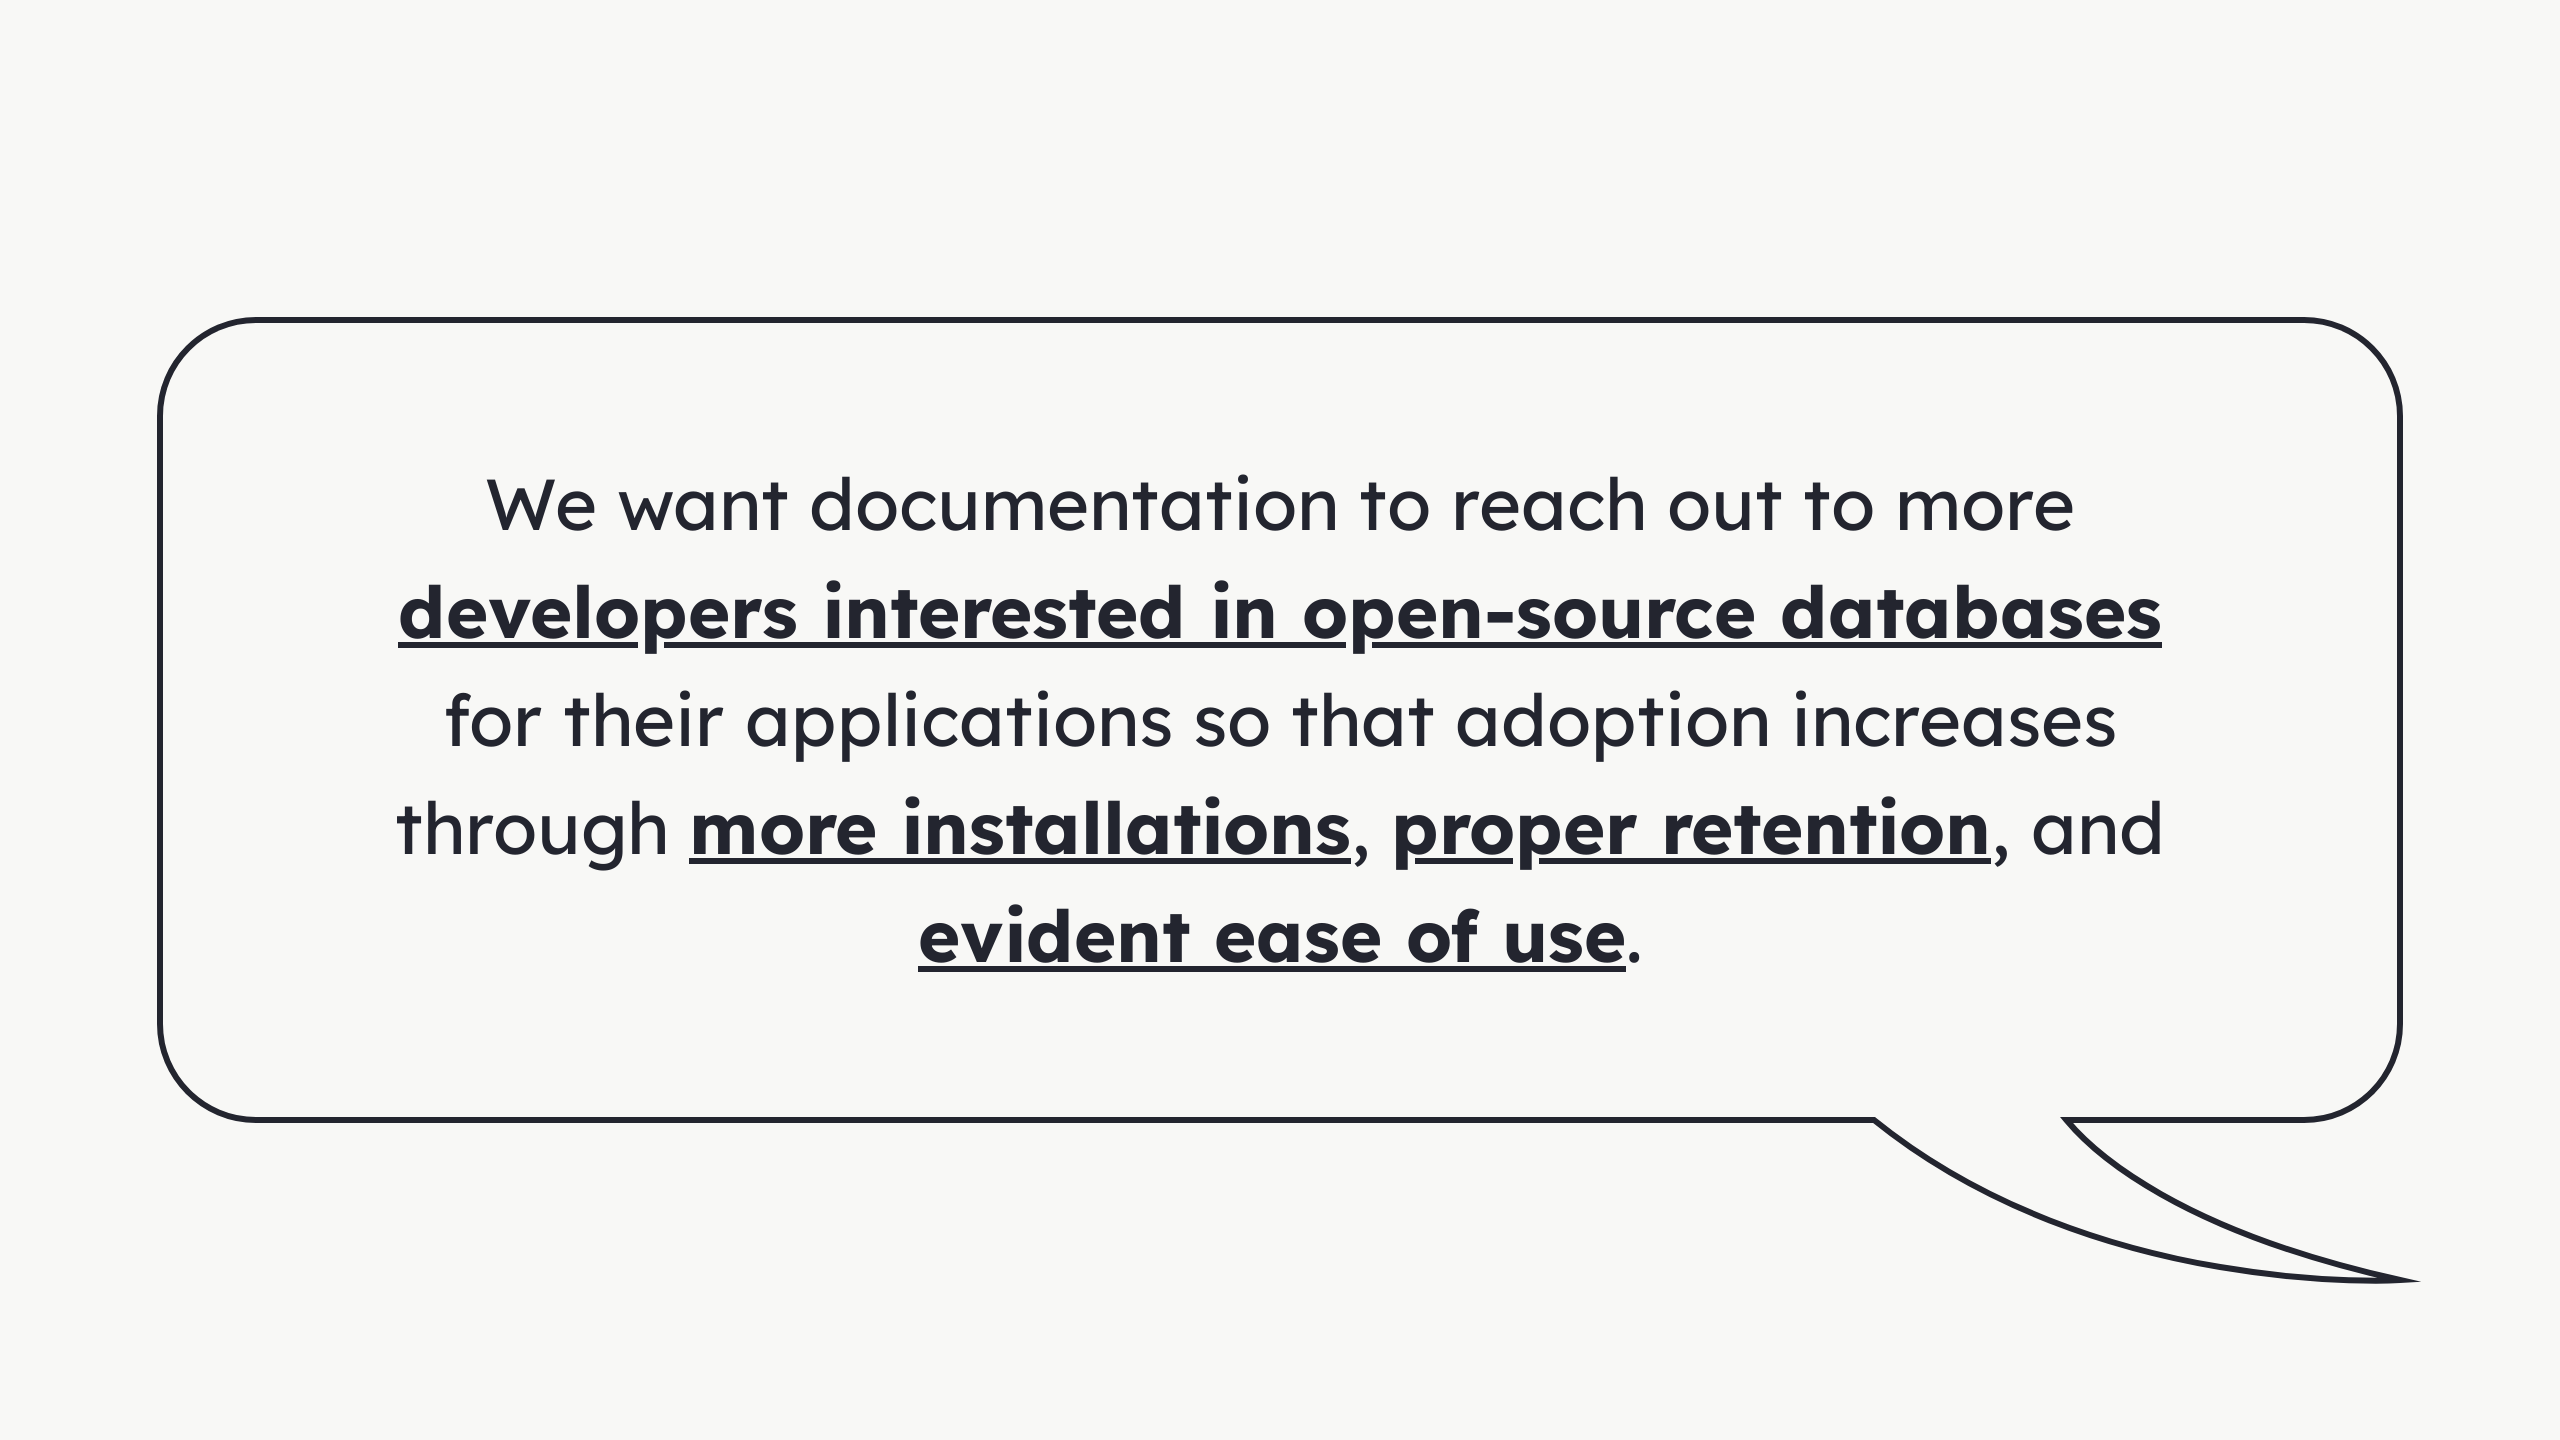 We want documentation to reach out to more
developers interested in open-source databases
for their applications so that adoption increases
through more installations, proper retention, and
evident ease of use.